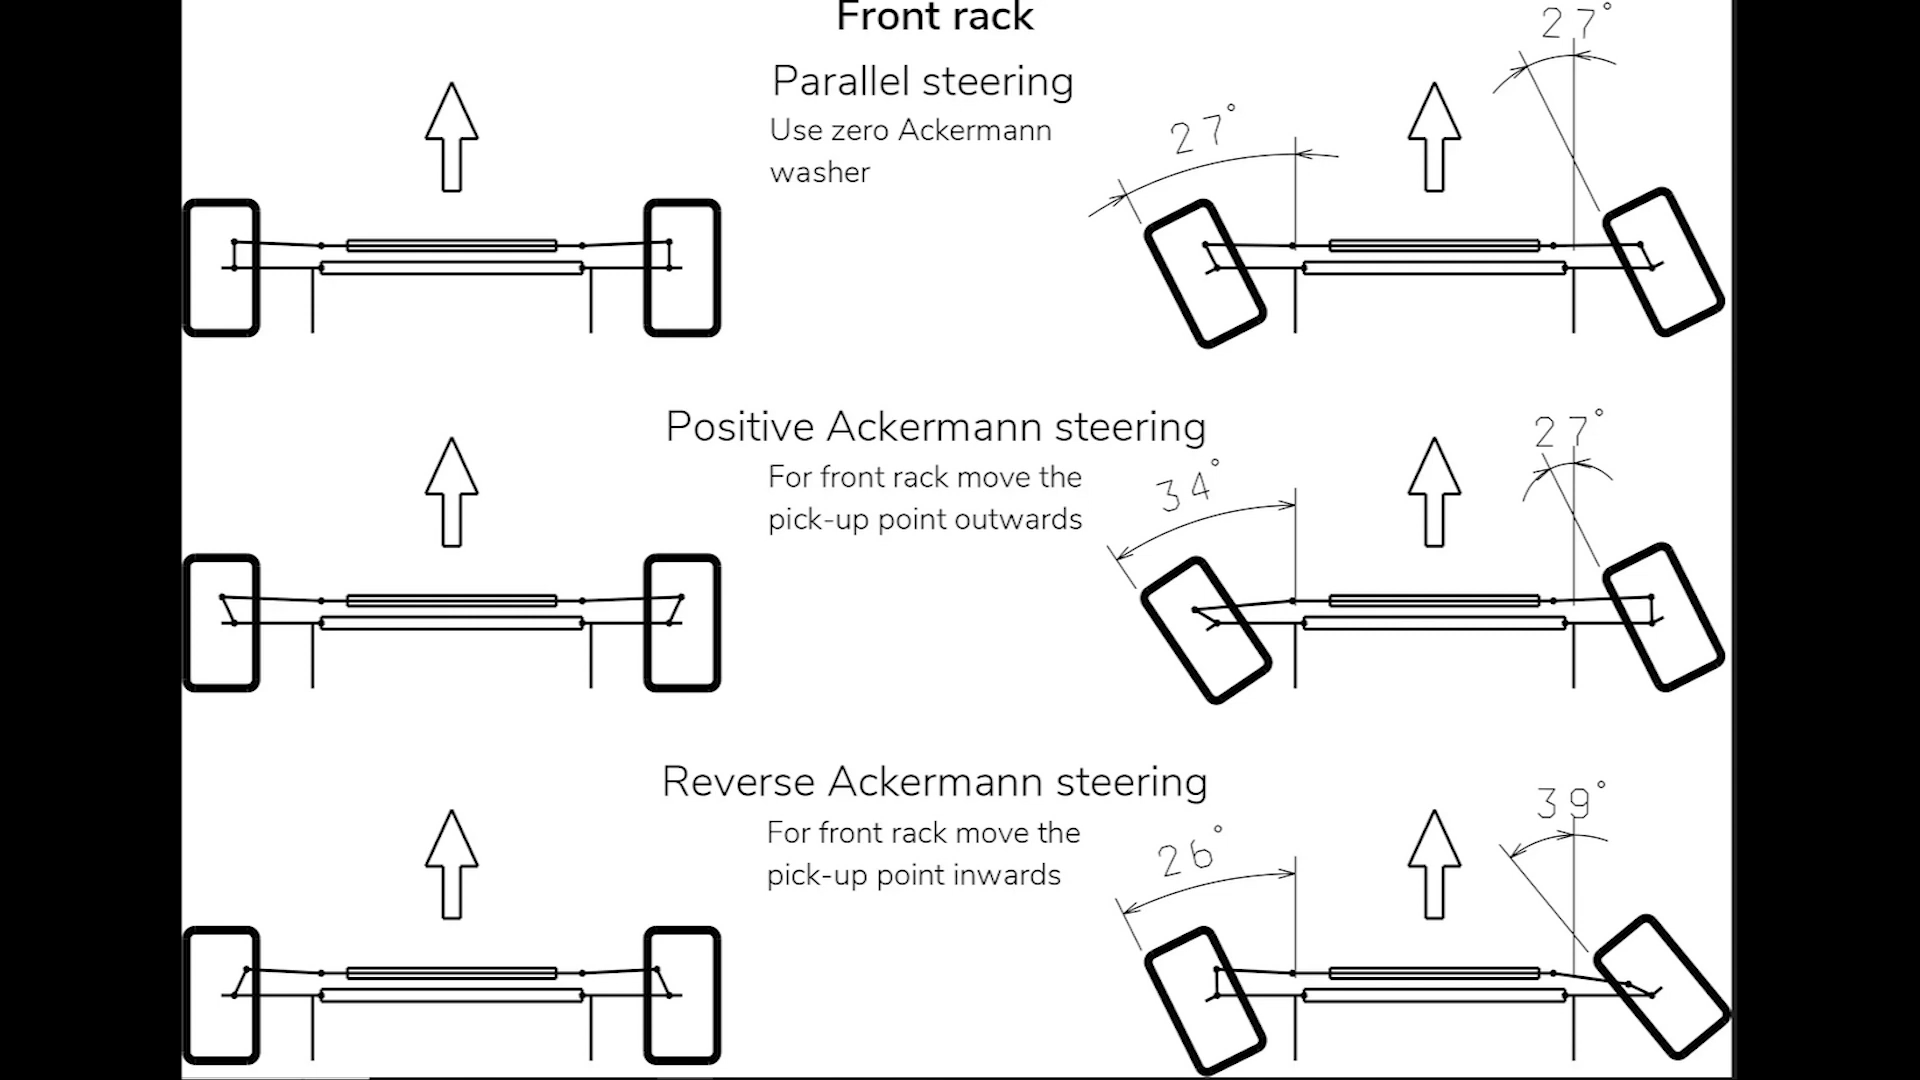 Front rack
Parallel steering
Use zero Ackermann
washer
27°
27°
Positive Ackermann steering
For front rack move the
pick-up point outwards
34°
27°
Reverse Ackermann steering
For front rack move the
pick-up point inwards
26°
39°